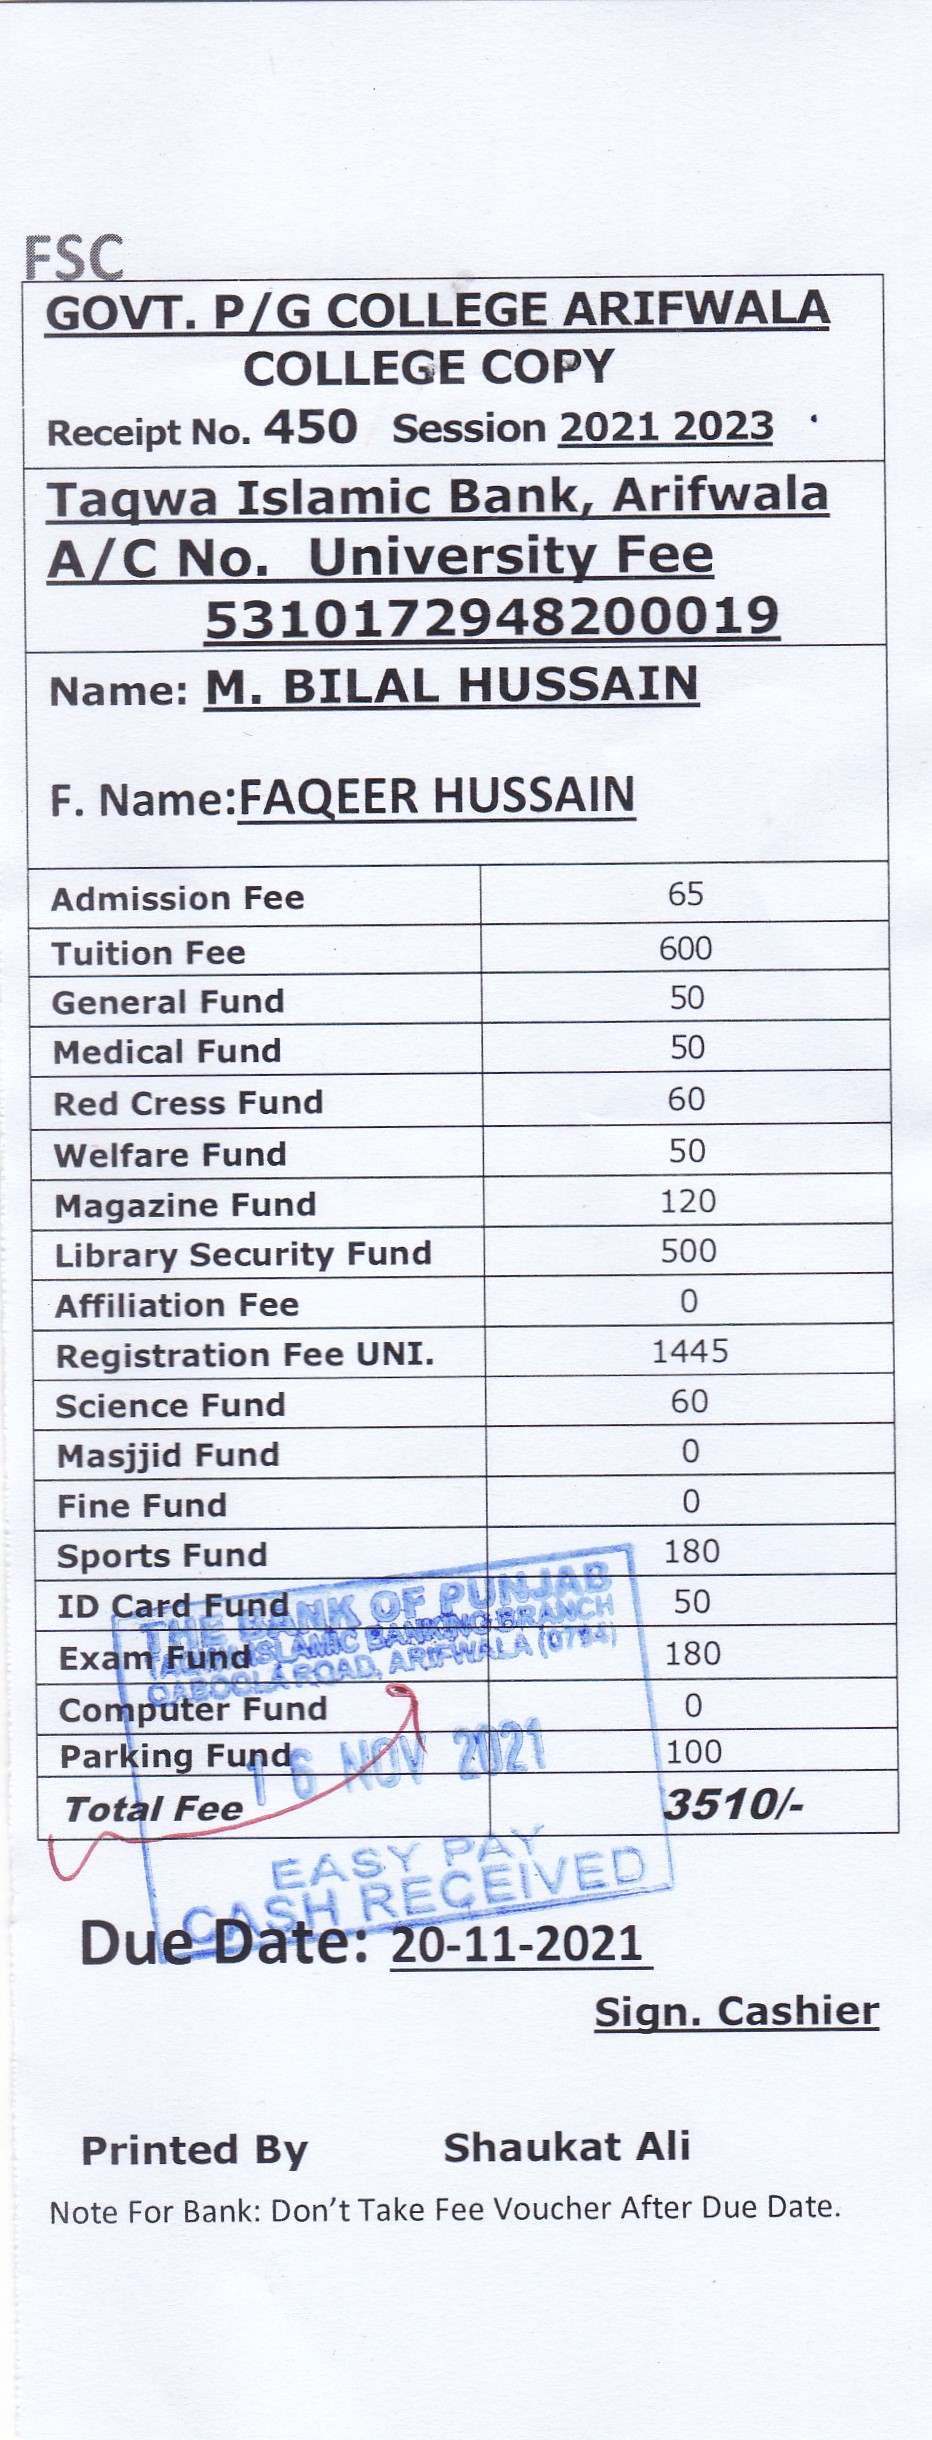 FSC
GOVT. P/G COLLEGE ARIFWALA
COLLEGE COPY
Receipt No. 450 Session 2021 2023
Taqwa Islamic Bank, Arifwala
A/C No. University Fee
5310172948200019
Name: M. BILAL HUSSAIN
F. Name:FAQEER HUSSAIN
Admission Fee 65
Tuition Fee 600
General Fund 50
Medical Fund 50
Red Cress Fund 60
Welfare Fund 50
Magazine Fund 120
Library Security Fund 500
Affiliation Fee 0
Registration Fee UNI. 1445
Science Fund 60
Masjjid Fund 0
Fine Fund 0
Sports Fund 180
ID Card Fund 50
Exam Fund 180
Computer Fund 0
Parking Fund 100
Total Fee 3510/-
THE BANK OF PUNJAB
ISLAMIC BANKING BRANCH
QABOOLA ROAD, ARIFWALA (0794)
16 NOV 2021
EASY PAY
CASH RECEIVED
Due Date: 20-11-2021
Sign. Cashier
Printed By Shaukat Ali
Note For Bank: Don't Take Fee Voucher After Due Date.